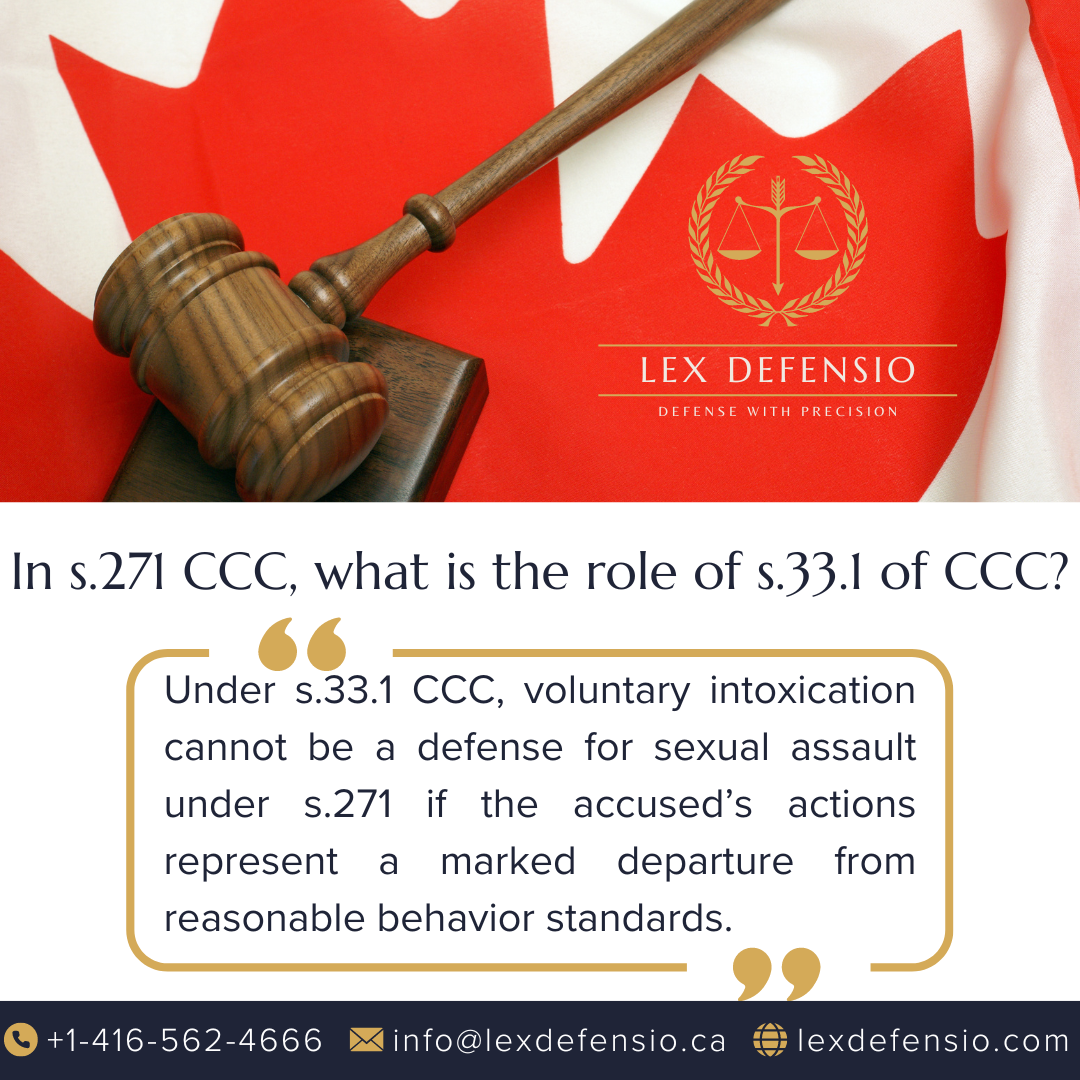 LEX DEFENSIO
DEFENSE WITH PRECISION
In s.271 CCC, what is the role of s.33.1 of CCC?
“
Under s.33.1 CCC, voluntary intoxication
cannot be a defense for sexual assault
under s.271 if the accused’s actions
represent a marked departure from
reasonable behavior standards.
”
+1-416-562-4666 info@lexdefensio.ca lexdefensio.com